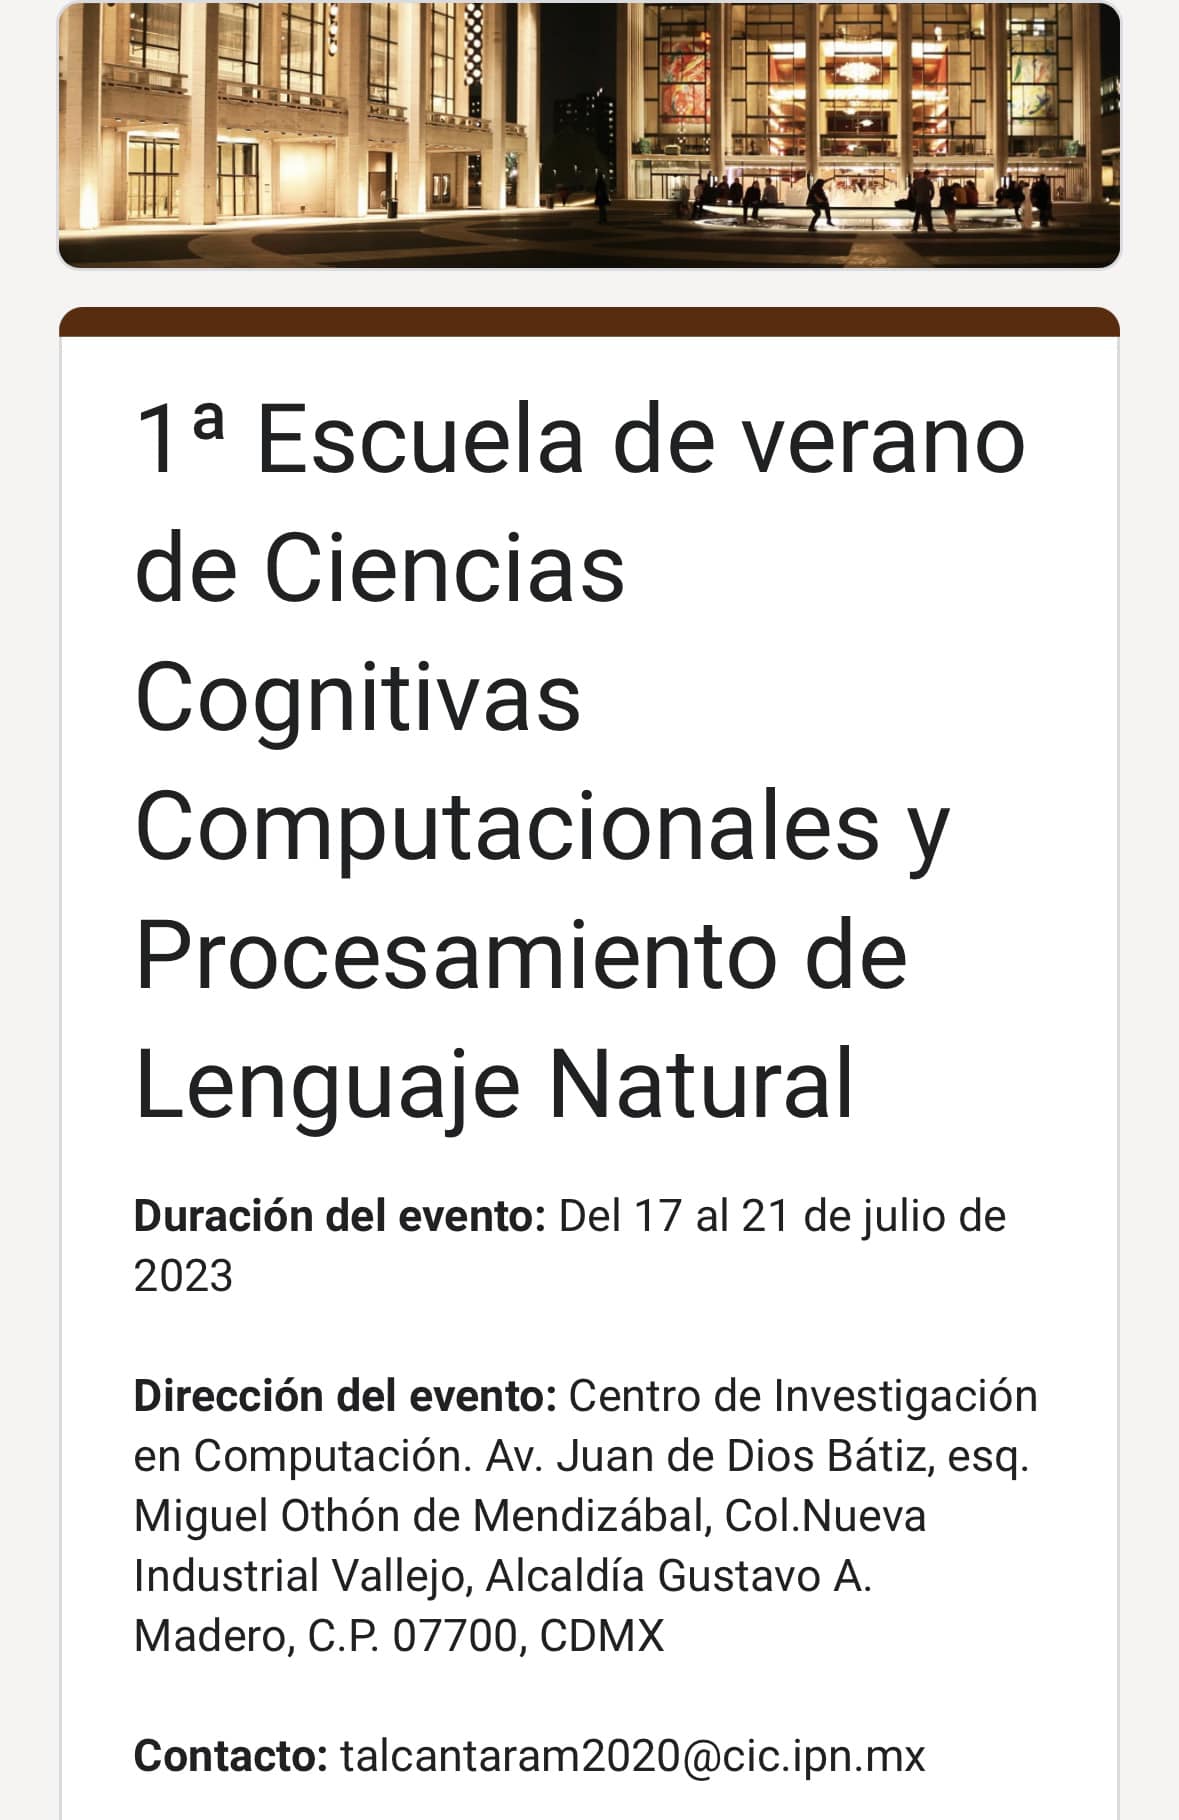 1ª Escuela de verano
de Ciencias
Cognitivas
Computacionales y
Procesamiento de
Lenguaje Natural
Duración del evento: Del 17 al 21 de julio de
2023
Dirección del evento: Centro de Investigación
en Computación. Av. Juan de Dios Bátiz, esq.
Miguel Othón de Mendizábal, Col.Nueva
Industrial Vallejo, Alcaldía Gustavo A.
Madero, C.P. 07700, CDMX
Contacto: talcantaram2020@cic.ipn.mx